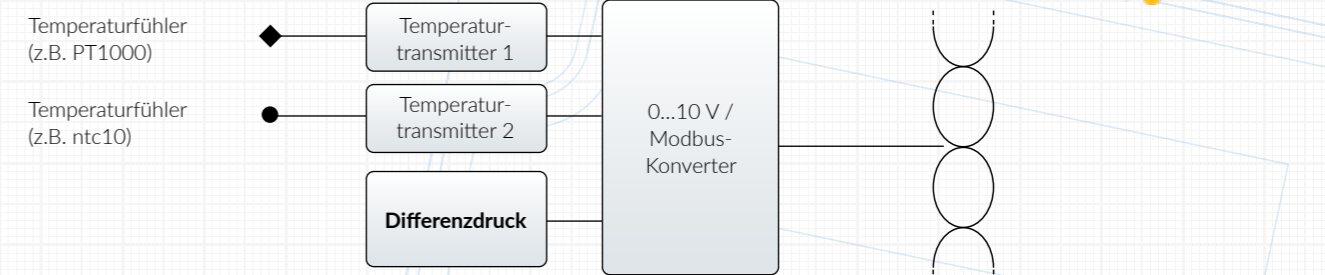 Temperaturfühler
(z.B. PT1000)
Temperatur-
transmitter 1
Temperaturfühler
(z.B. ntc10)
Temperatur-
transmitter 2
Differenzdruck
0...10 V /
Modbus-
Konverter